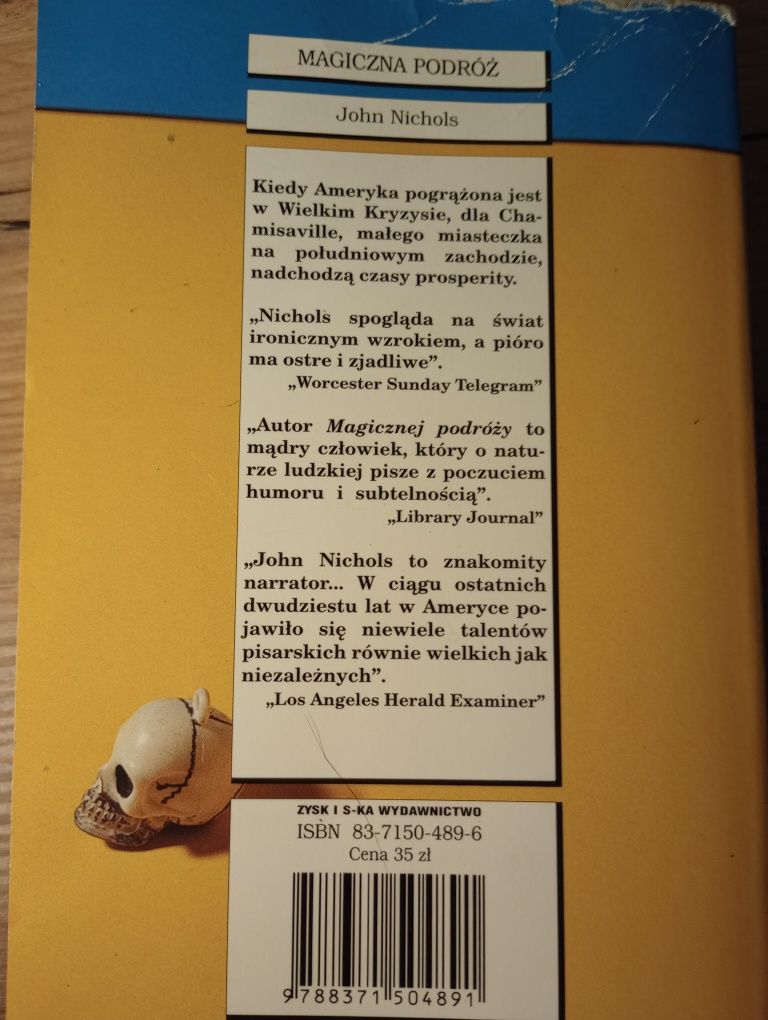 MAGICZNA PODRÓŻ
John Nichols
Kiedy Ameryka pogrążona jest
w Wielkim Kryzysie, dla Cha-
misaville, małego miasteczka
na południowym zachodzie,
nadchodzą czasy prosperity.
„Nichols spogląda na świat
ironicznym wzrokiem, a pióro
ma ostre i zjadliwe”.
„Worcester Sunday Telegram”
„Autor Magicznej podróży to
mądry człowiek, który o natu-
rze ludzkiej pisze z poczuciem
humoru i subtelnością”.
„Library Journal”
„John Nichols to znakomity
narrator... W ciągu ostatnich
dwudziestu lat w Ameryce po-
jawiło się niewiele talentów
pisarskich równie wielkich jak
niezależnych”.
„Los Angeles Herald Examiner”
ZYSK I S-KA WYDAWNICTWO
ISBN 83-7150-489-6
Cena 35 zł
9 788371 504891